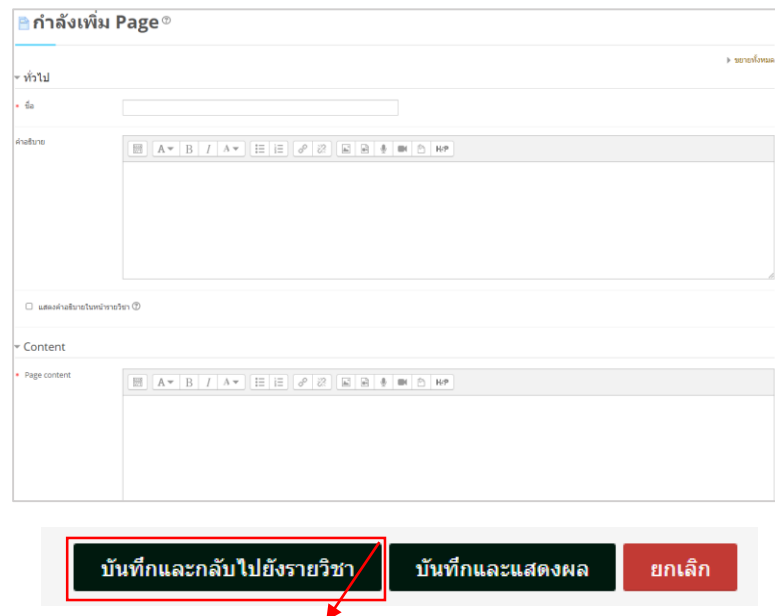 กำลังเพิ่ม Page
ขยายทั้งหมด
ทั่วไป
ชื่อ
คำอธิบาย
A B I A H-P
แสดงคำอธิบายในหน้ารายวิชา
Content
Page content
A B I A H-P
บันทึกและกลับไปยังรายวิชา บันทึกและแสดงผล ยกเลิก